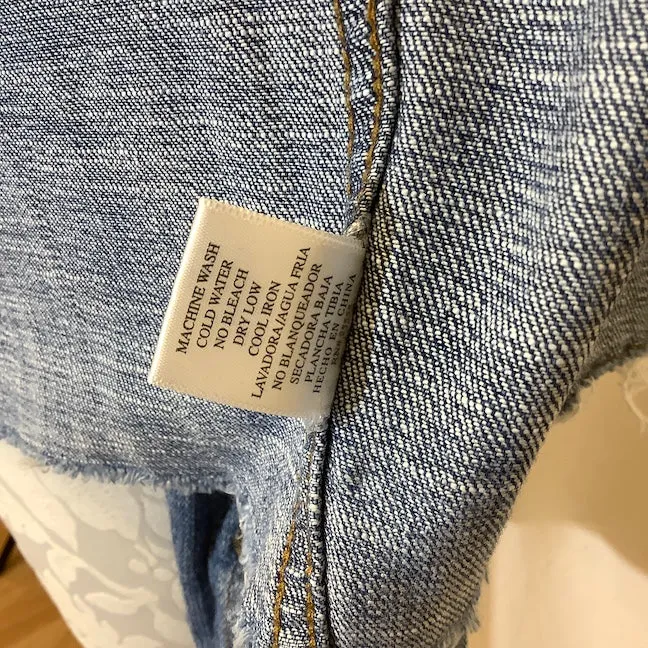 MACHINE WASH
COLD WATER
NO BLEACH
DRY LOW
COOL IRON
LAVADORA/AGUA FRIA
NO BLANQUEADOR
SECADORA BAJA
PLANCHA TIBIA
HECHO EN CHINA